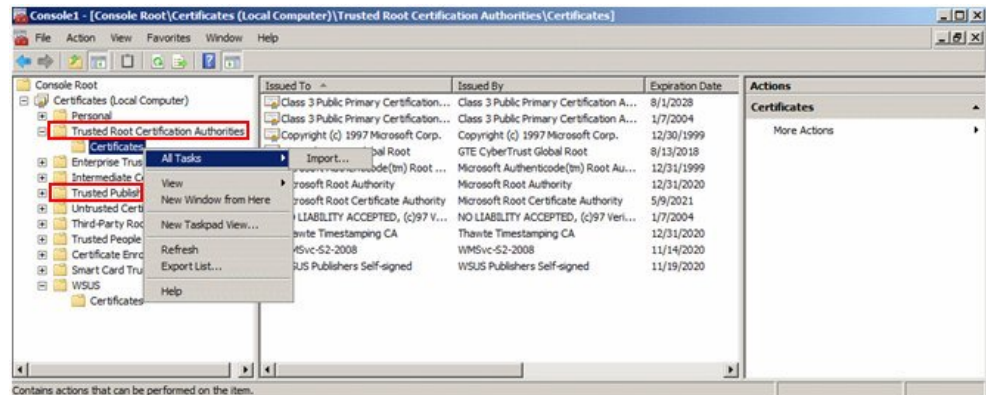 Console1 - [Console Root\Certificates (Local Computer)\Trusted Root Certification Authorities\Certificates]
File Action View Favorites Window Help
Console Root
Certificates (Local Computer)
Personal
Trusted Root Certification Authorities
Certificates
Enterprise Trus
Intermediate C
Trusted Publish
Untrusted Certi
Third-Party Roo
Trusted People
Certificate Enro
Smart Card Tru
WSUS
Certificates
All Tasks
Import...
View
New Window from Here
New Taskpad View...
Refresh
Export List...
Help
Issued To Issued By Expiration Date
Class 3 Public Primary Certification... Class 3 Public Primary Certification A... 8/1/2028
Class 3 Public Primary Certification... Class 3 Public Primary Certification A... 1/7/2004
Copyright (c) 1997 Microsoft Corp. Copyright (c) 1997 Microsoft Corp. 12/30/1999
bal Root GTE CyberTrust Global Root 8/13/2018
code(tm) Root ... Microsoft Authenticode(tm) Root Au... 12/31/1999
rosoft Root Authority Microsoft Root Authority 12/31/2020
rosoft Root Certificate Authority Microsoft Root Certificate Authority 5/9/2021
LIABILITY ACCEPTED, (c)97 V... NO LIABILITY ACCEPTED, (c)97 Veri... 1/7/2004
awte Timestamping CA Thawte Timestamping CA 12/31/2020
MSvc-S2-2008 WMSvc-S2-2008 11/14/2020
SUS Publishers Self-signed WSUS Publishers Self-signed 11/19/2020
Actions
Certificates
More Actions
Contains actions that can be performed on the item.